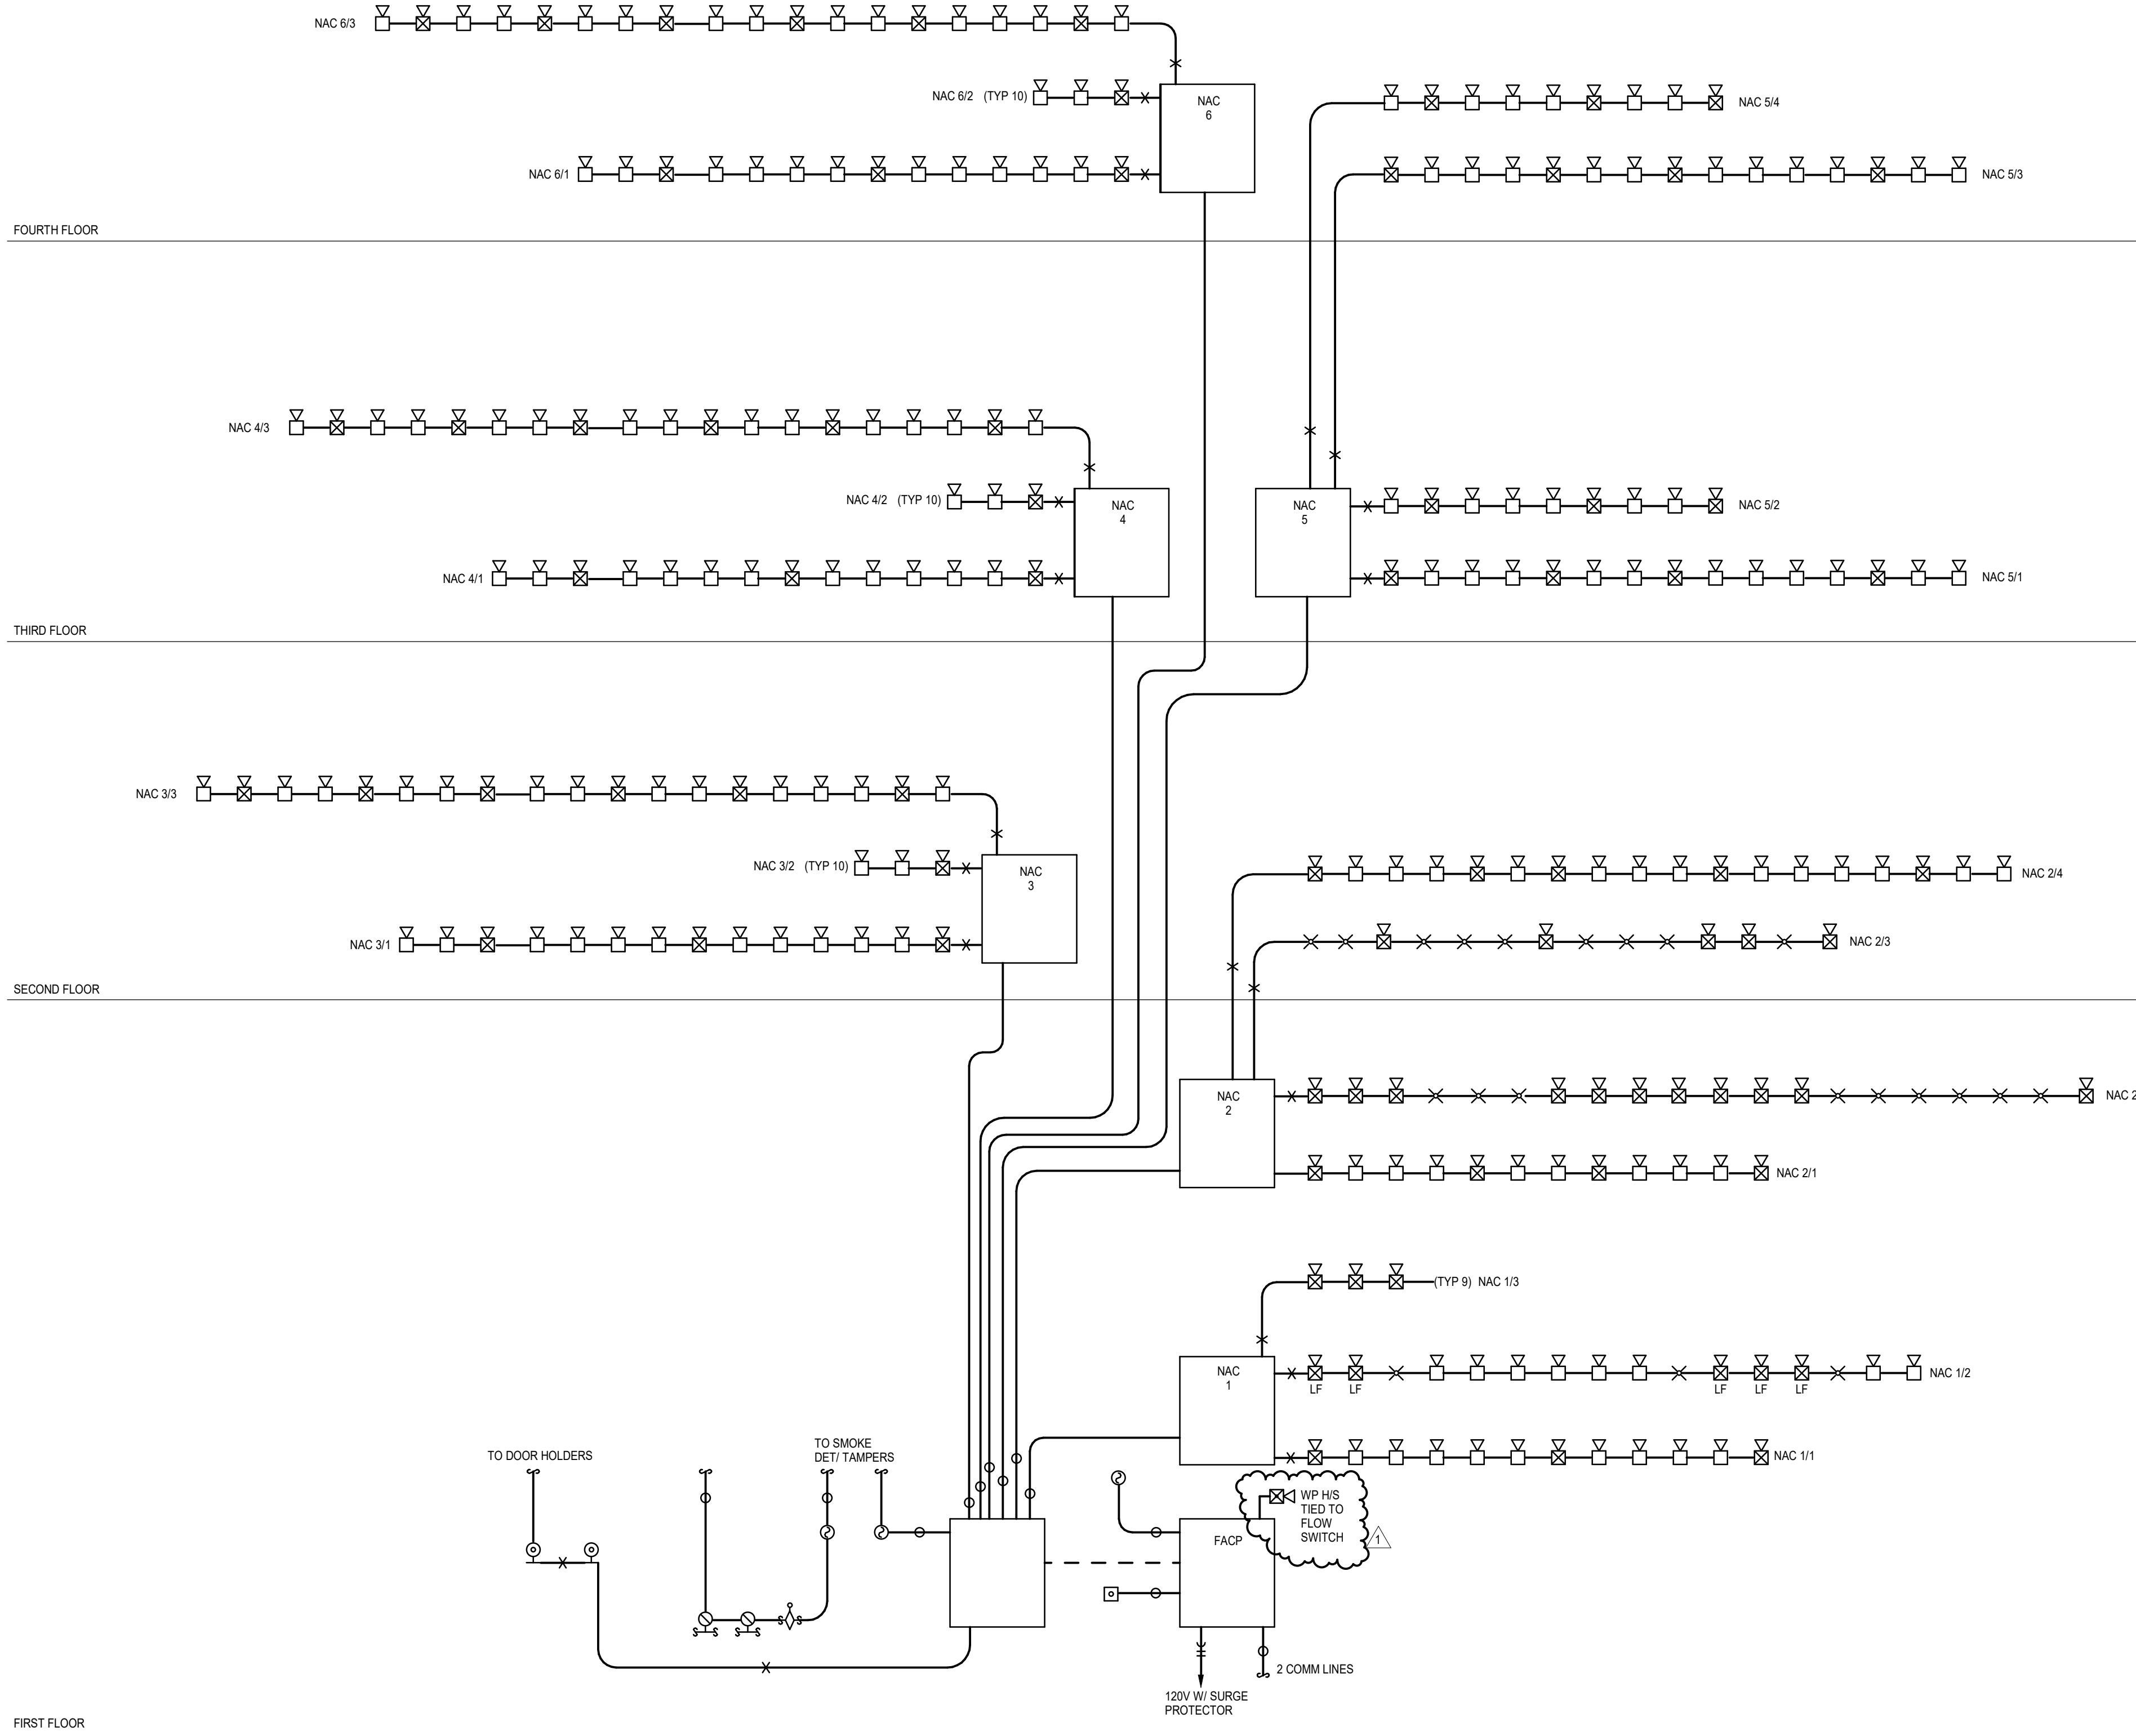 NAC 6/3
NAC 6/2 (TYP 10)
NAC
6
NAC 5/4
NAC 6/1
NAC 5/3
FOURTH FLOOR
NAC 4/3
NAC 4/2 (TYP 10)
NAC
4
NAC
5
NAC 5/2
NAC 4/1
NAC 5/1
THIRD FLOOR
NAC 3/3
NAC 3/2 (TYP 10)
NAC
3
NAC 2/4
NAC 3/1
NAC 2/3
SECOND FLOOR
NAC
2
NAC 2
NAC 2/1
(TYP 9) NAC 1/3
NAC
1
NAC 1/2
LF
LF
LF
LF
LF
NAC 1/1
TO DOOR HOLDERS
TO SMOKE
DET/ TAMPERS
FACP
WP H/S
TIED TO
FLOW
SWITCH
1
2 COMM LINES
120V W/ SURGE
PROTECTOR
FIRST FLOOR